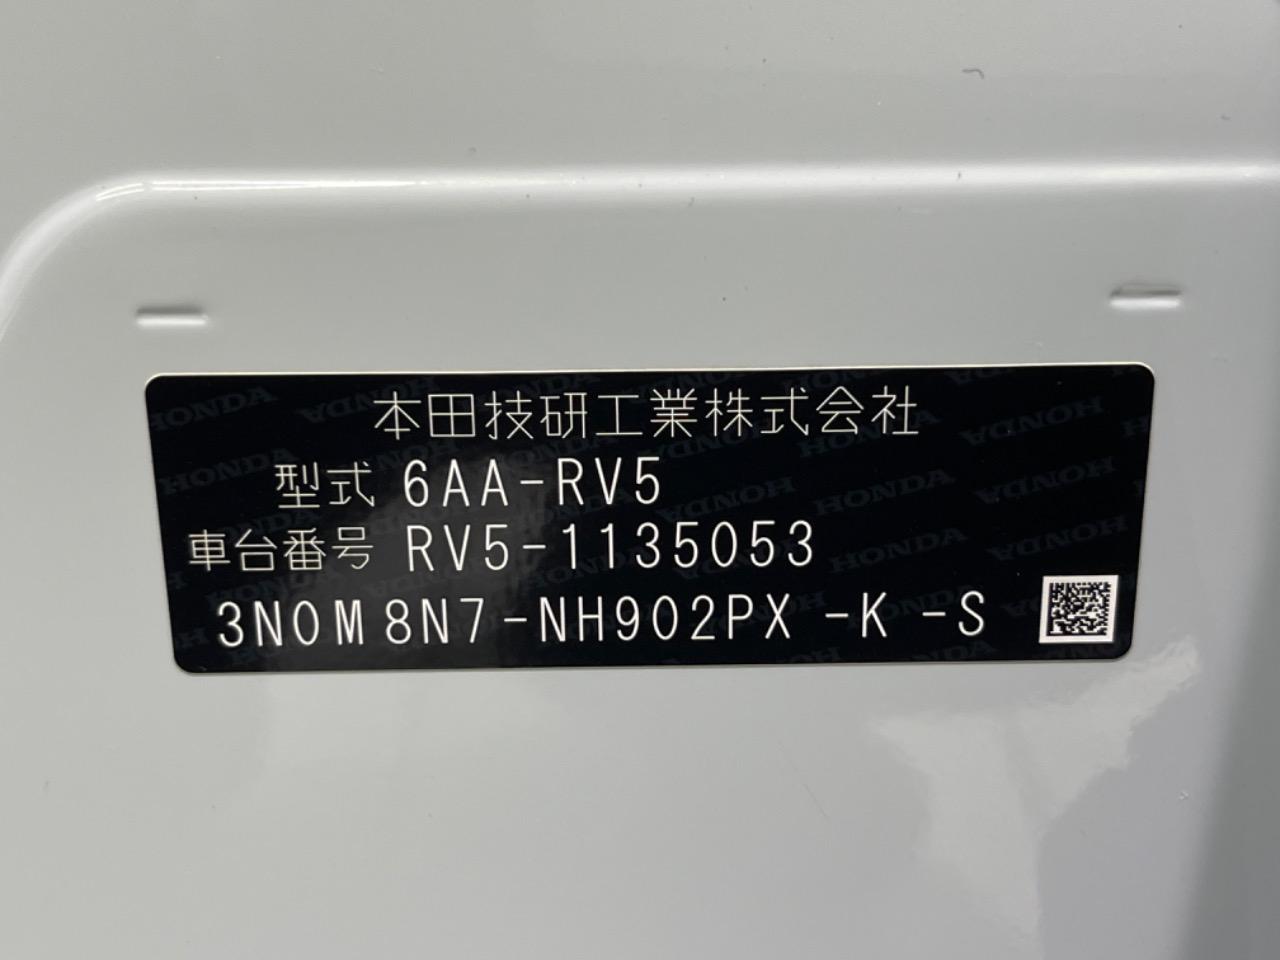 本田技研工業株式会社
型式 6AA-RV5
車台番号 RV5-1135053
3N0M8N7-NH902PX -K -S